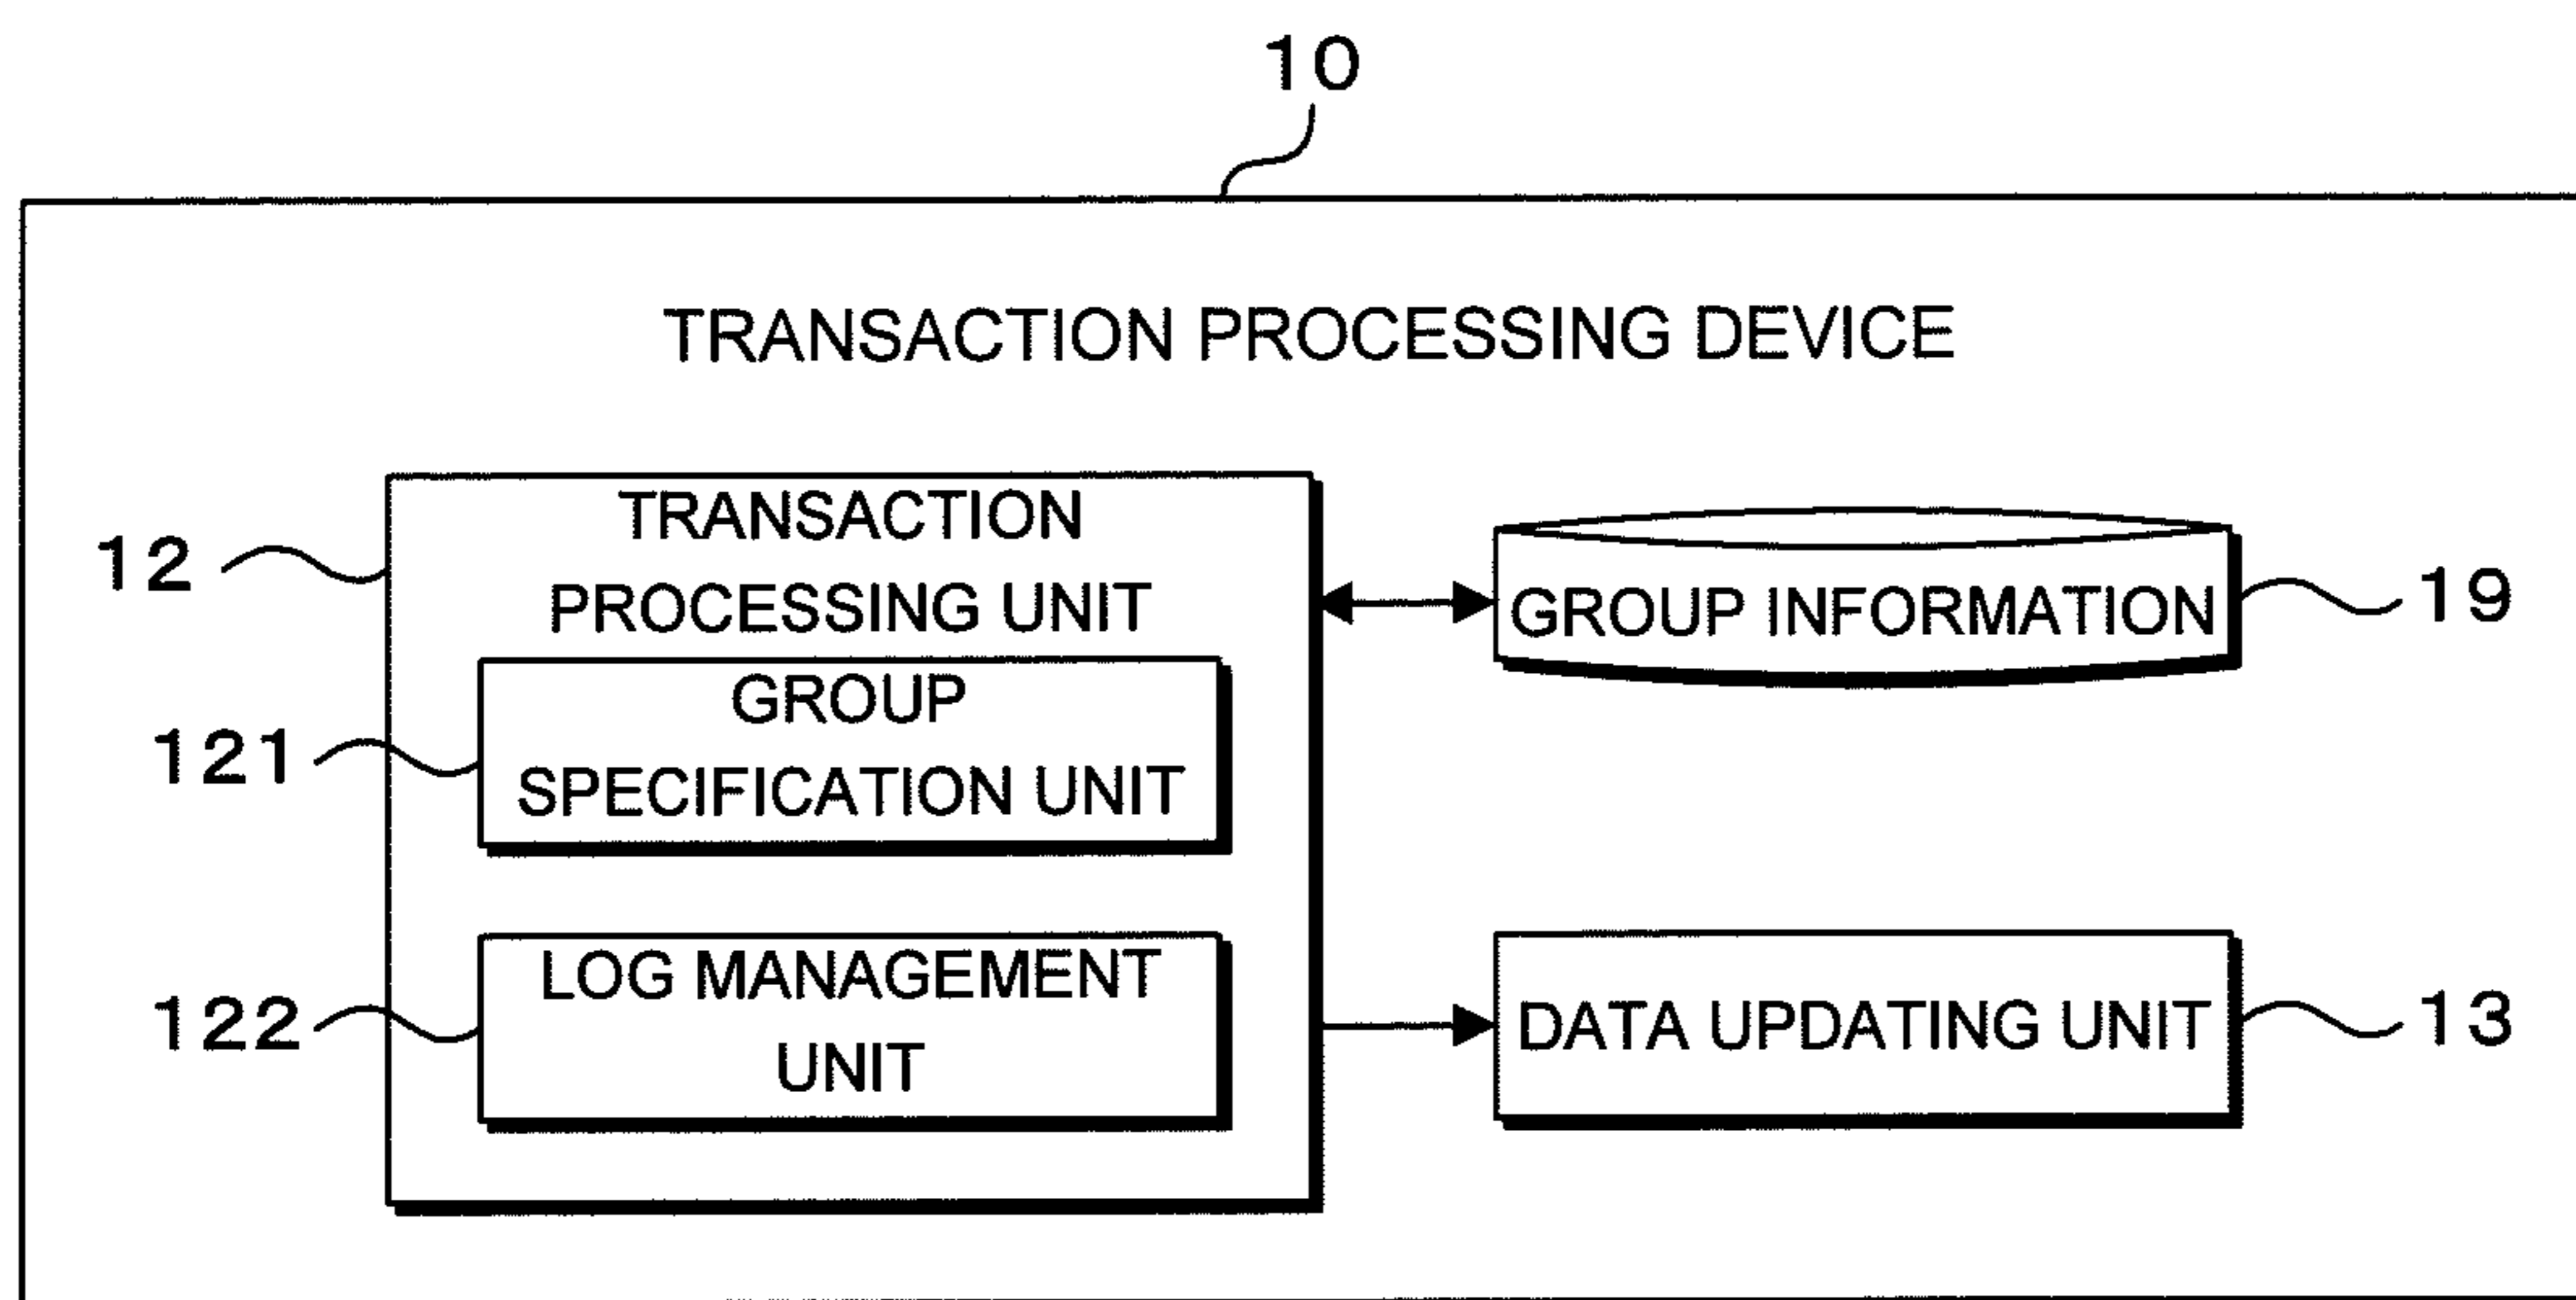 10
TRANSACTION PROCESSING DEVICE
12
TRANSACTION
PROCESSING UNIT
GROUP INFORMATION
19
121
GROUP
SPECIFICATION UNIT
122
LOG MANAGEMENT
UNIT
DATA UPDATING UNIT
13